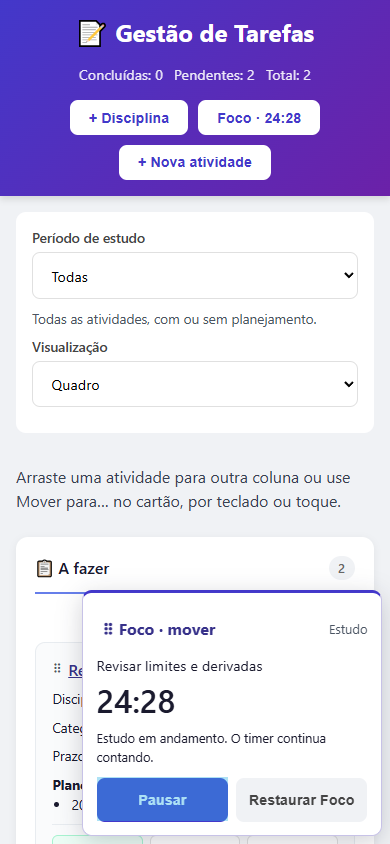 Gestão de Tarefas
Concluídas: 0 Pendentes: 2 Total: 2
+ Disciplina
Foco · 24:28
+ Nova atividade
Período de estudo
Todas
Todas as atividades, com ou sem planejamento.
Visualização
Quadro
Arraste uma atividade para outra coluna ou use
Mover para... no cartão, por teclado ou toque.
A fazer
2
Foco · mover
Estudo
Revisar limites e derivadas
24:28
Estudo em andamento. O timer continua
contando.
Pausar
Restaurar Foco
Prazo